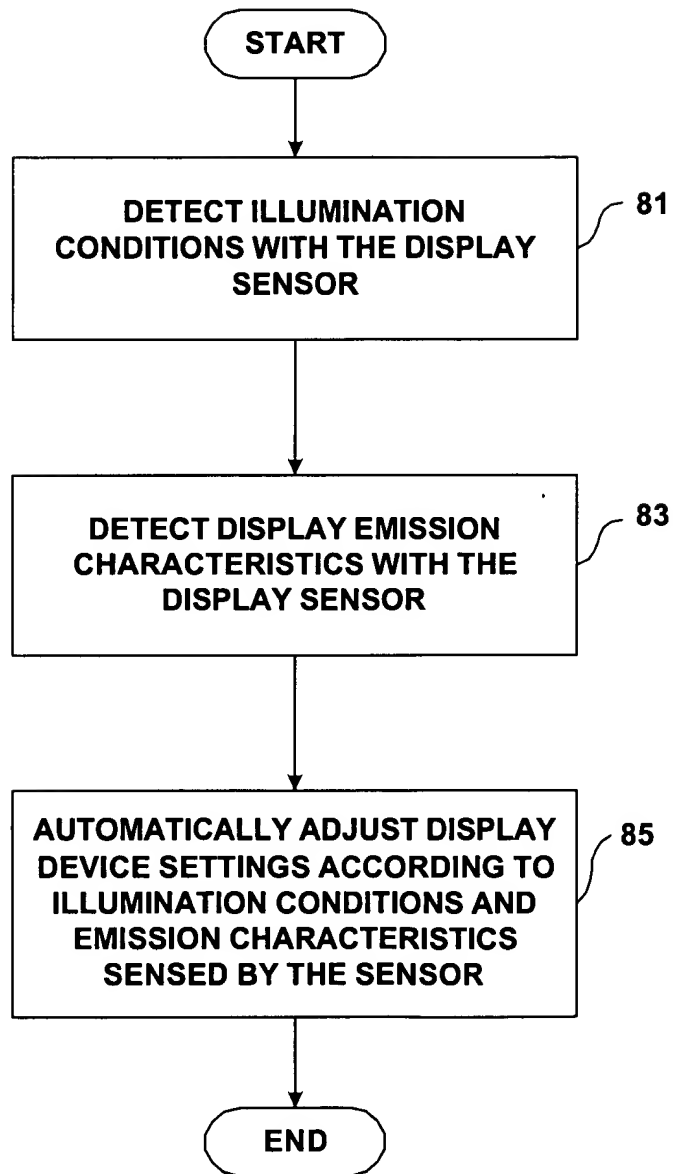 START
DETECT ILLUMINATION
CONDITIONS WITH THE DISPLAY
SENSOR
81
DETECT DISPLAY EMISSION
CHARACTERISTICS WITH THE
DISPLAY SENSOR
83
AUTOMATICALLY ADJUST DISPLAY
DEVICE SETTINGS ACCORDING TO
ILLUMINATION CONDITIONS AND
EMISSION CHARACTERISTICS
SENSED BY THE SENSOR
85
END